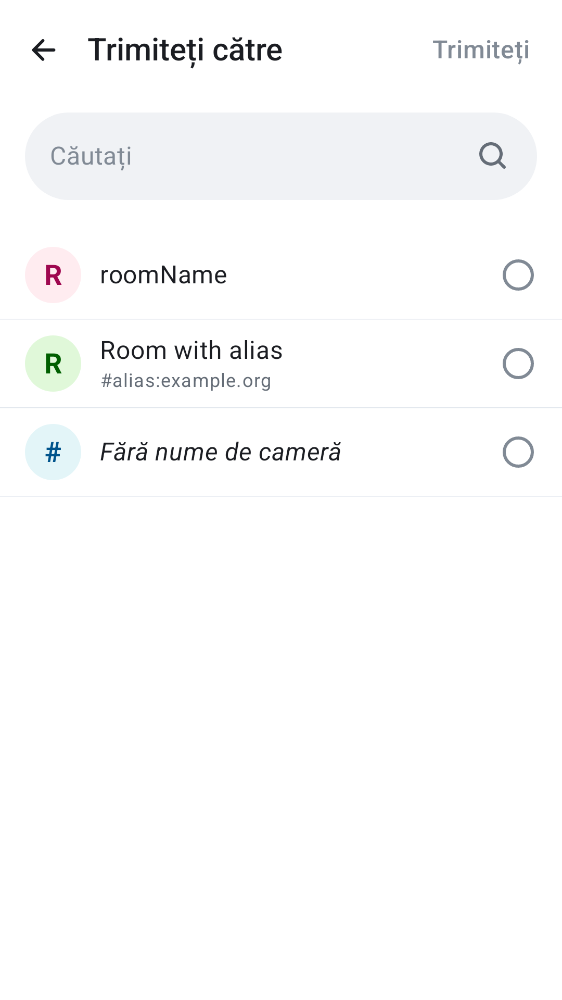 Trimiteți către
Trimiteți
Căutați
R
roomName
R
Room with alias
#alias:example.org
#
Fără nume de cameră